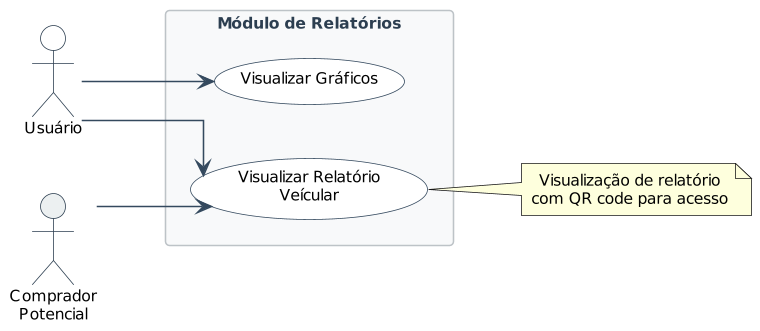 Módulo de Relatórios
Visualizar Gráficos
Usuário
Visualizar Relatório
Veícular
Visualização de relatório
com QR code para acesso
Comprador
Potencial